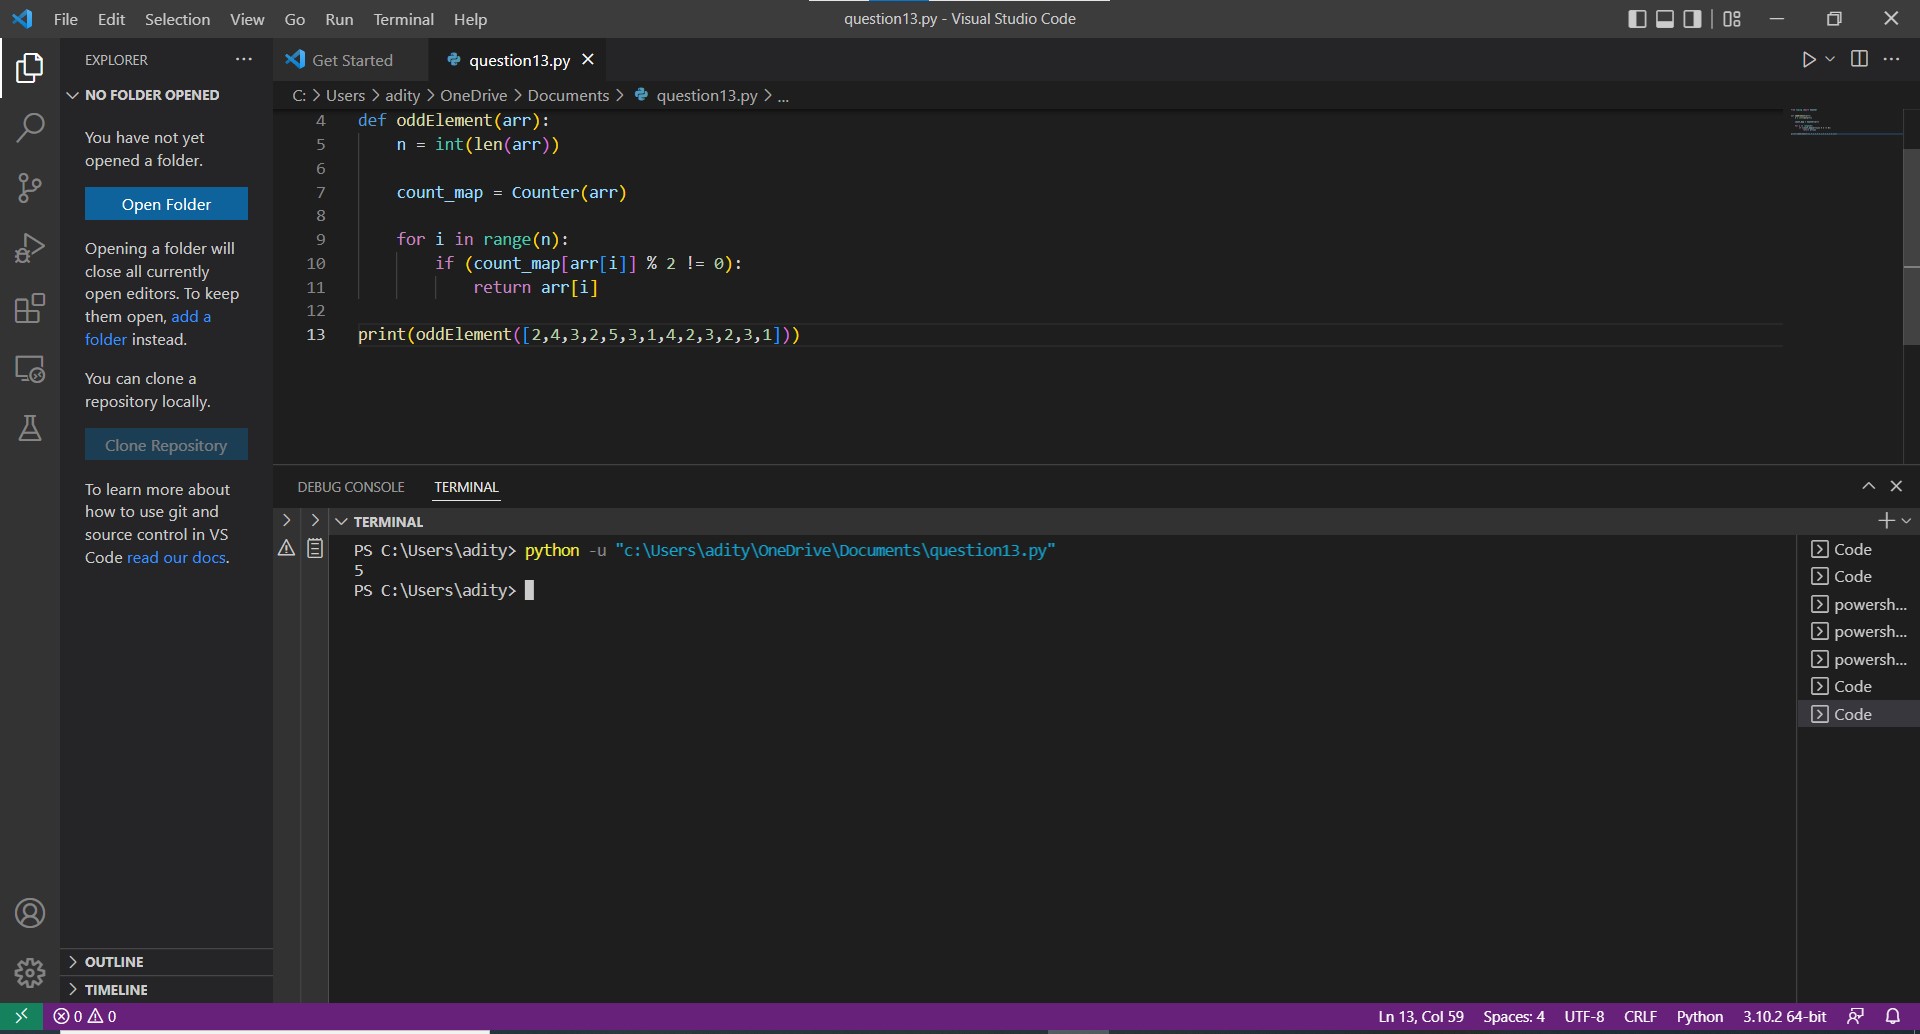 File Edit Selection View Go Run Terminal Help
question13.py - Visual Studio Code
EXPLORER
NO FOLDER OPENED
You have not yet
opened a folder.
Open Folder
Opening a folder will
close all currently
open editors. To keep
them open, add a
folder instead.
You can clone a
repository locally.
Clone Repository
To learn more about
how to use git and
source control in VS
Code read our docs.
OUTLINE
TIMELINE
Get Started
question13.py
C: > Users > adity > OneDrive > Documents > question13.py > ...
4 def oddElement(arr):
5 n = int(len(arr))
6
7 count_map = Counter(arr)
8
9 for i in range(n):
10 if (count_map[arr[i]] % 2 != 0):
11 return arr[i]
12
13 print(oddElement([2,4,3,2,5,3,1,4,2,3,2,3,1]))
DEBUG CONSOLE TERMINAL
TERMINAL
PS C:\Users\adity> python -u "c:\Users\adity\OneDrive\Documents\question13.py"
5
PS C:\Users\adity>
Code
Code
powersh...
powersh...
powersh...
Code
Code
0 0
Ln 13, Col 59 Spaces: 4 UTF-8 CRLF Python 3.10.2 64-bit